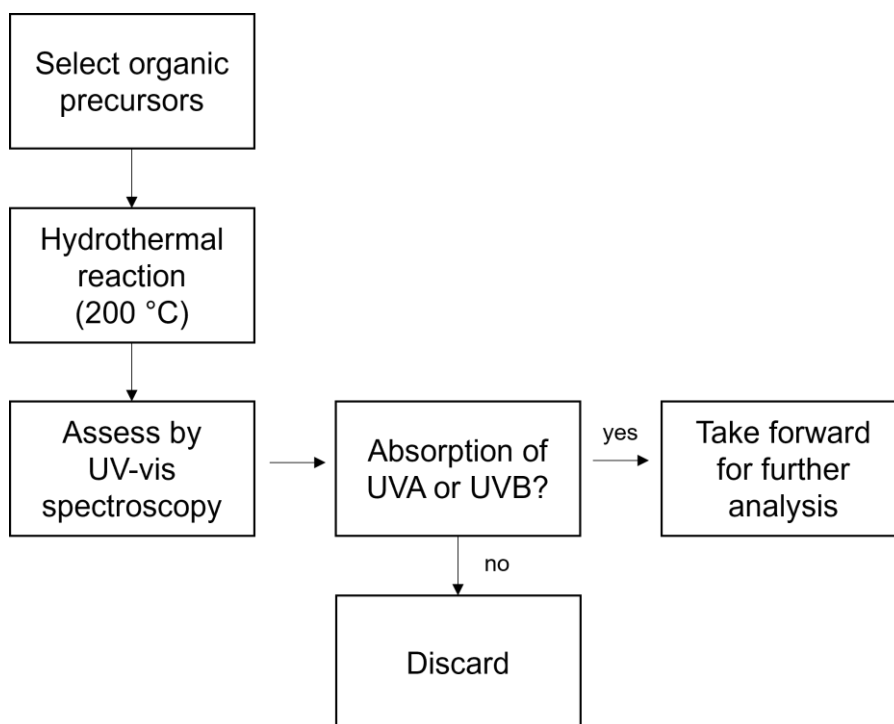 Select organic
precursors
Hydrothermal
reaction
(200 °C)
Assess by
UV-vis
spectroscopy
Absorption of
UVA or UVB?
yes
Take forward
for further
analysis
no
Discard